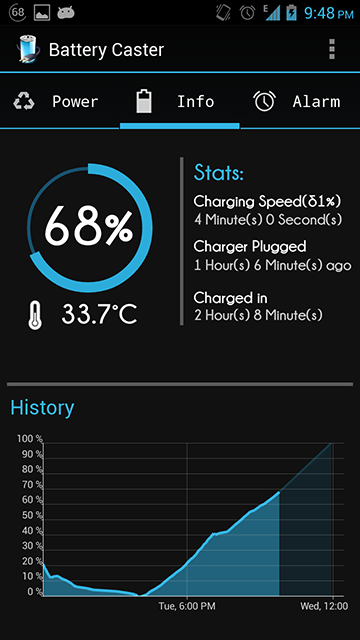 68
E
9:48 PM
Battery Caster
Power
Info
Alarm
68%
33.7°C
Stats:
Charging Speed(δ1%)
4 Minute(s) 0 Second(s)
Charger Plugged
1 Hour(s) 6 Minute(s) ago
Charged in
2 Hour(s) 8 Minute(s)
History
100 %
90 %
80 %
70 %
60 %
50 %
40 %
30 %
20 %
10 %
0 %
Tue, 6:00 PM
Wed, 12:00